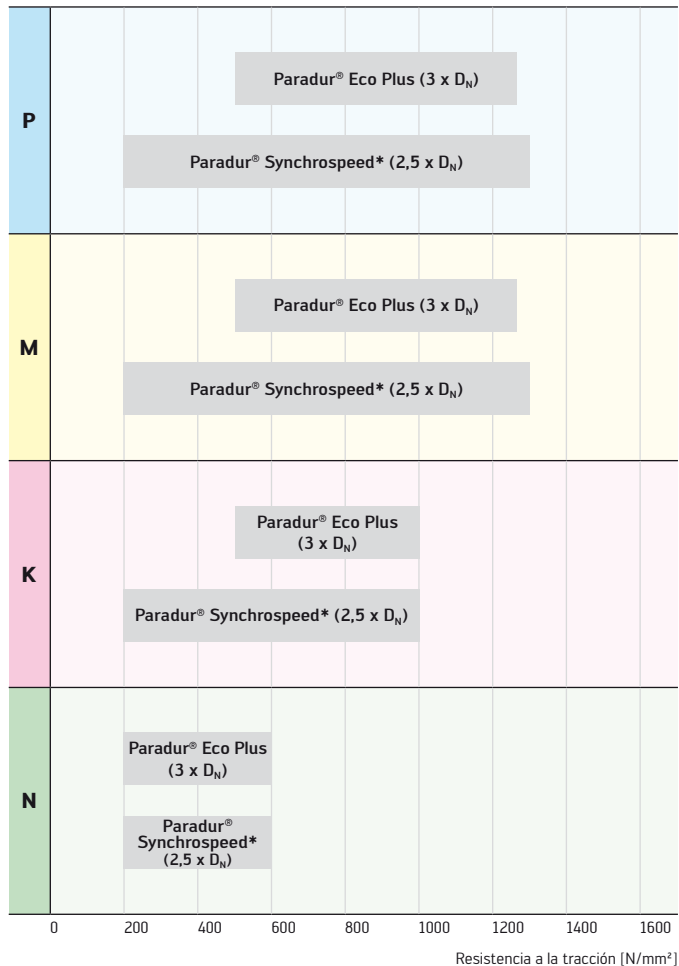 P
Paradur® Eco Plus (3 x DN)
Paradur® Synchrospeed* (2,5 x DN)
M
Paradur® Eco Plus (3 x DN)
Paradur® Synchrospeed* (2,5 x DN)
K
Paradur® Eco Plus
(3 x DN)
Paradur® Synchrospeed* (2,5 x DN)
N
Paradur® Eco Plus
(3 x DN)
Paradur®
Synchrospeed*
(2,5 x DN)
0 200 400 600 800 1000 1200 1400 1600
Resistencia a la tracción [N/mm²]